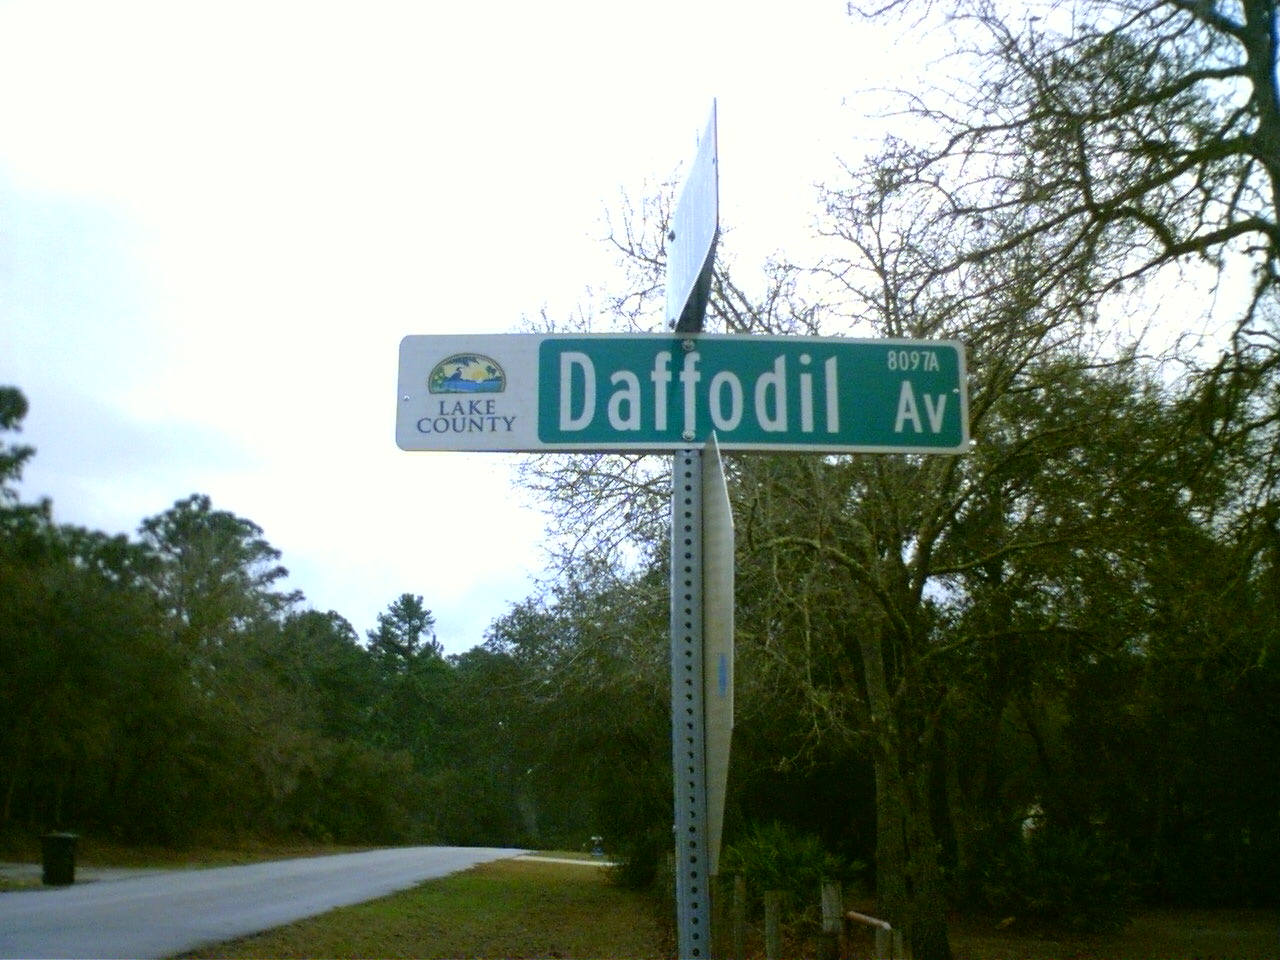 LAKE
COUNTY
Daffodil
8097A
Av